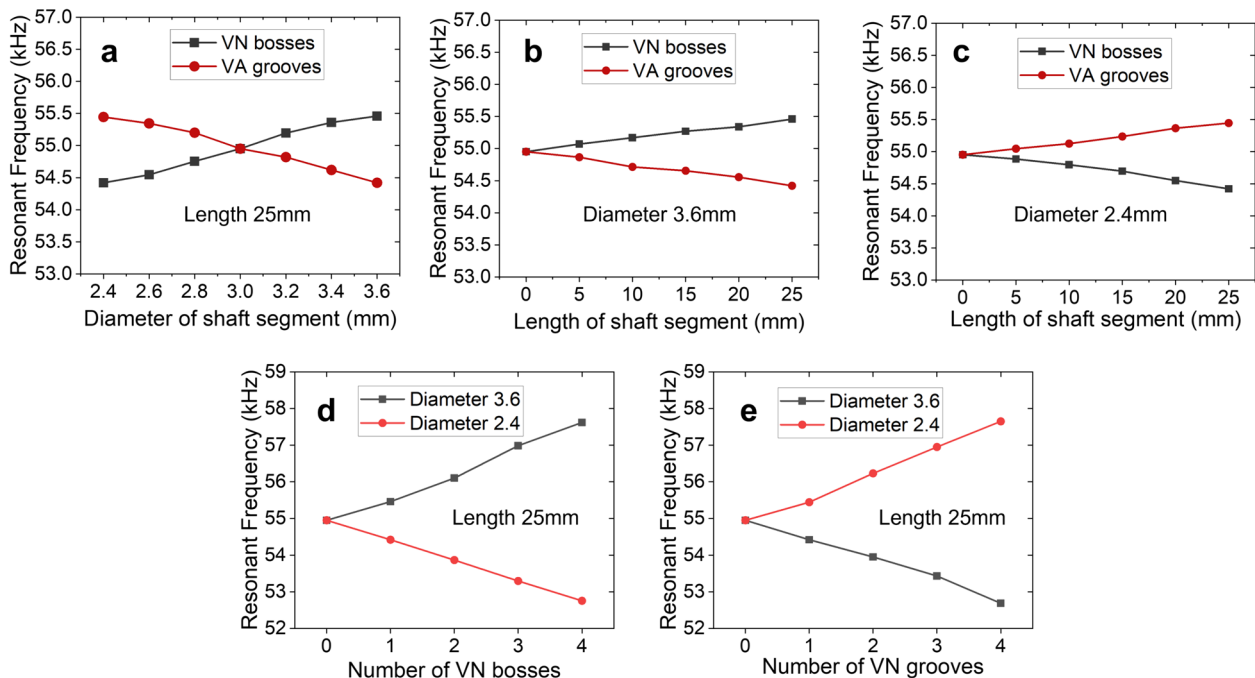 a
VN bosses
VA grooves
Resonant Frequency (kHz)
57.0
56.5
56.0
55.5
55.0
54.5
54.0
53.0
Length 25mm
2.4 2.6 2.8 3.0 3.2 3.4 3.6
Diameter of shaft segment (mm)
b
VN bosses
VA grooves
Resonant Frequency (kHz)
57.0
56.5
56.0
55.5
55.0
54.5
54.0
53.0
Diameter 3.6mm
0 5 10 15 20 25
Length of shaft segment (mm)
c
VN bosses
VA grooves
Resonant Frequency (kHz)
57.0
56.5
56.0
55.5
55.0
54.5
54.0
53.0
Diameter 2.4mm
0 5 10 15 20 25
Length of shaft segment (mm)
d
Diameter 3.6
Diameter 2.4
Resonant Frequency (kHz)
59
58
57
56
55
54
53
52
Length 25mm
0 1 2 3 4
Number of VN bosses
e
Diameter 3.6
Diameter 2.4
Resonant Frequency (kHz)
59
58
57
56
55
54
53
52
Length 25mm
0 1 2 3 4
Number of VN grooves